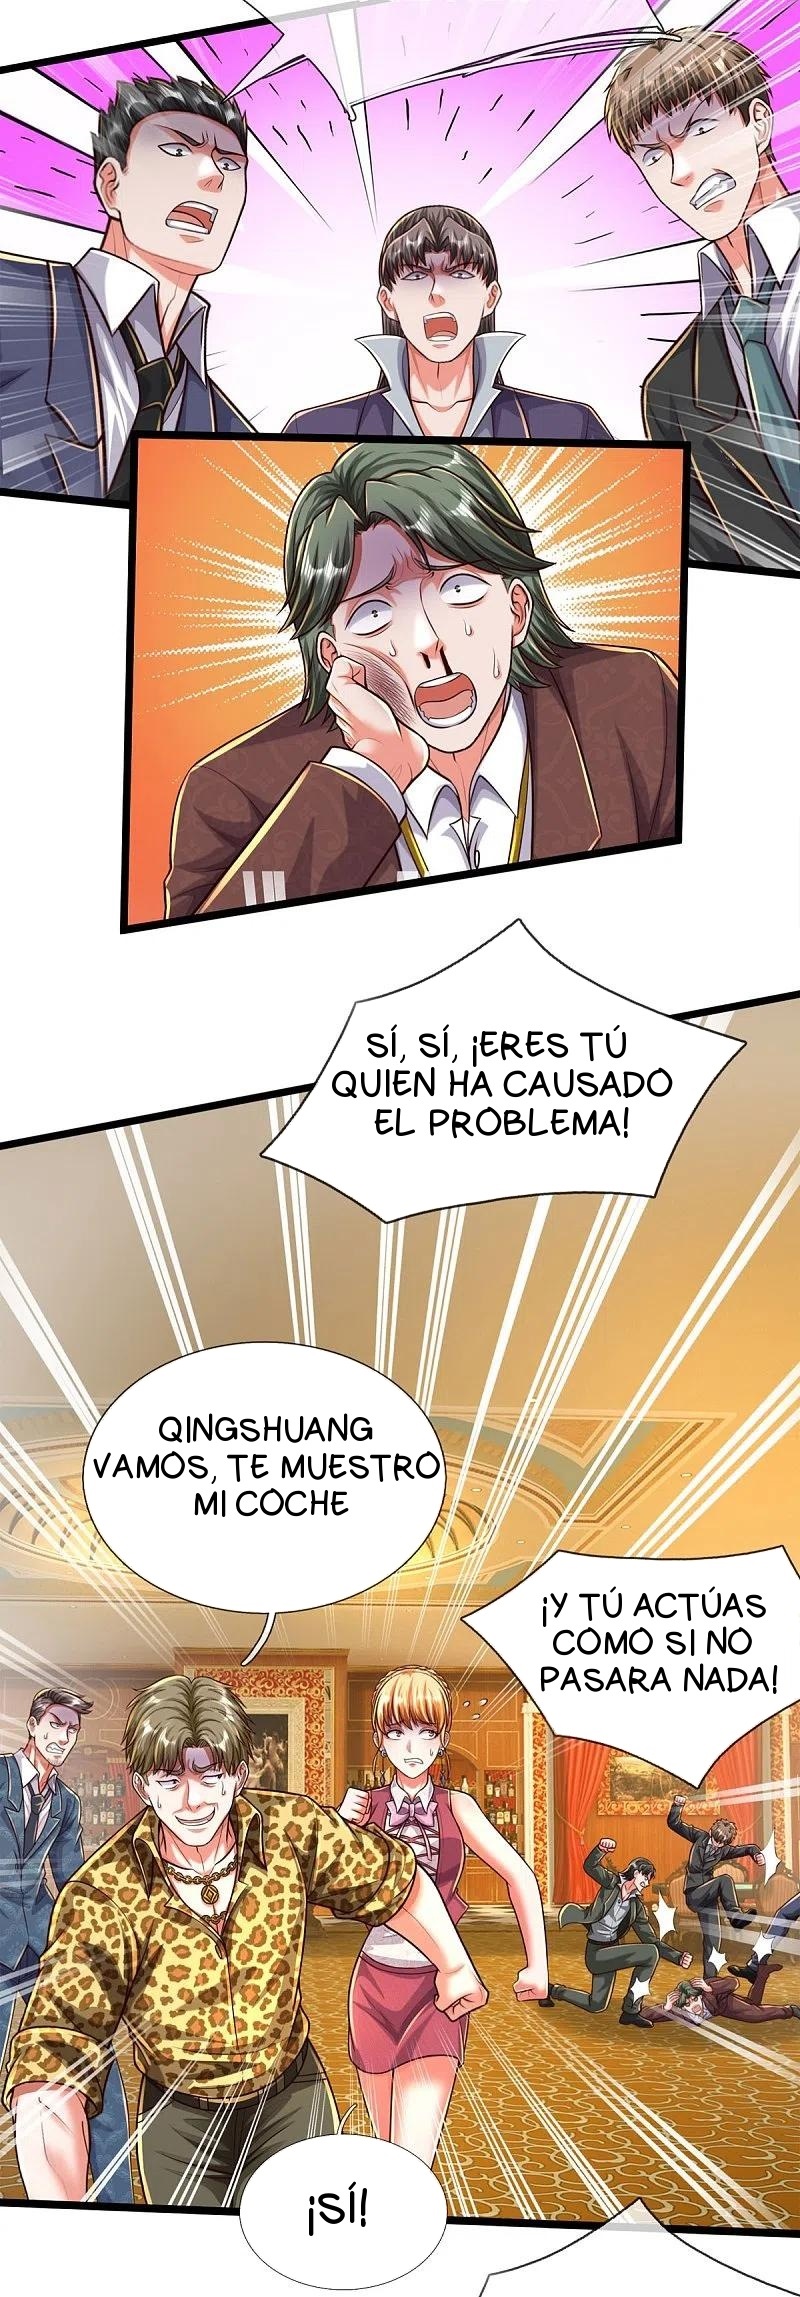 SÍ, SÍ, ¡ERES TÚ
QUIEN HA CAUSADO
EL PROBLEMA!
QINGSHUANG
VAMOS, TE MUESTRO
MI COCHE
¡Y TÚ ACTÚAS
COMO SI NO
PASARA NADA!
¡SÍ!